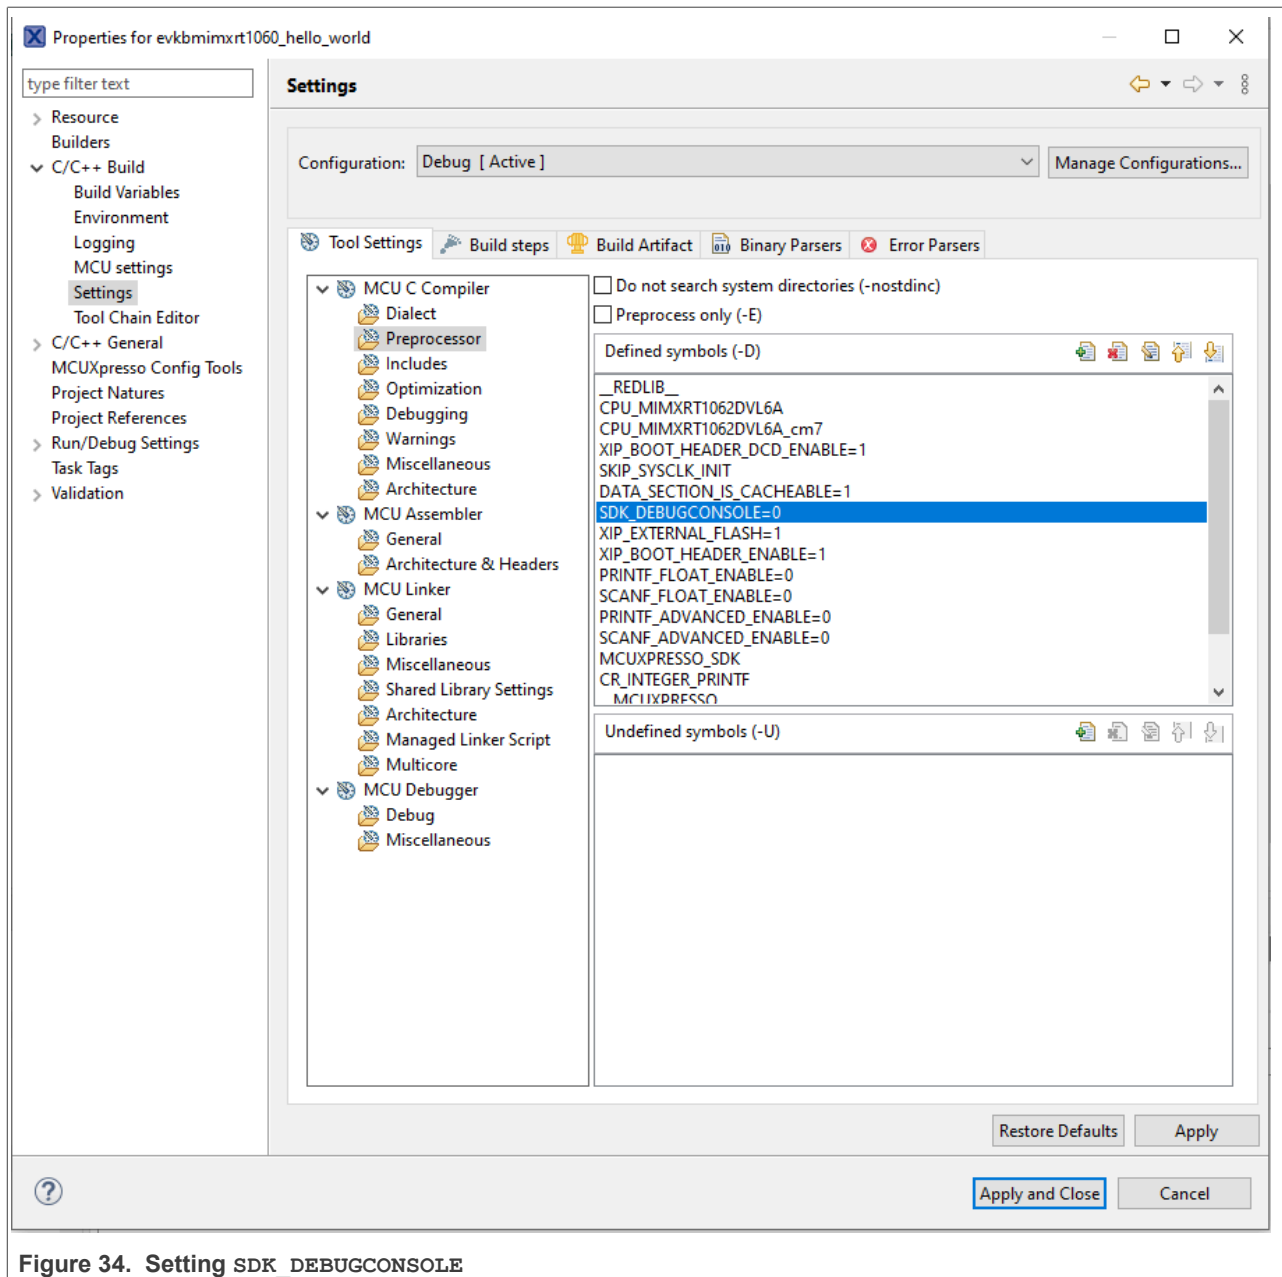 Properties for evkbmimxrt1060_hello_world
type filter text
Resource
Builders
C/C++ Build
Build Variables
Environment
Logging
MCU settings
Settings
Tool Chain Editor
C/C++ General
MCUXpresso Config Tools
Project Natures
Project References
Run/Debug Settings
Task Tags
Validation
Settings
Configuration: Debug [ Active ] Manage Configurations...
Tool Settings Build steps Build Artifact Binary Parsers Error Parsers
MCU C Compiler
Dialect
Preprocessor
Includes
Optimization
Debugging
Warnings
Miscellaneous
Architecture
MCU Assembler
General
Architecture & Headers
MCU Linker
General
Libraries
Miscellaneous
Shared Library Settings
Architecture
Managed Linker Script
Multicore
MCU Debugger
Debug
Miscellaneous
Do not search system directories (-nostdinc)
Preprocess only (-E)
Defined symbols (-D)
__REDLIB__
CPU_MIMXRT1062DVL6A
CPU_MIMXRT1062DVL6A_cm7
XIP_BOOT_HEADER_DCD_ENABLE=1
SKIP_SYSCLK_INIT
DATA_SECTION_IS_CACHEABLE=1
SDK_DEBUGCONSOLE=0
XIP_EXTERNAL_FLASH=1
XIP_BOOT_HEADER_ENABLE=1
PRINTF_FLOAT_ENABLE=0
SCANF_FLOAT_ENABLE=0
PRINTF_ADVANCED_ENABLE=0
SCANF_ADVANCED_ENABLE=0
MCUXPRESSO_SDK
CR_INTEGER_PRINTF
__MCUXPRESSO
Undefined symbols (-U)
Restore Defaults Apply
Apply and Close Cancel
Figure 34. Setting SDK_DEBUGCONSOLE